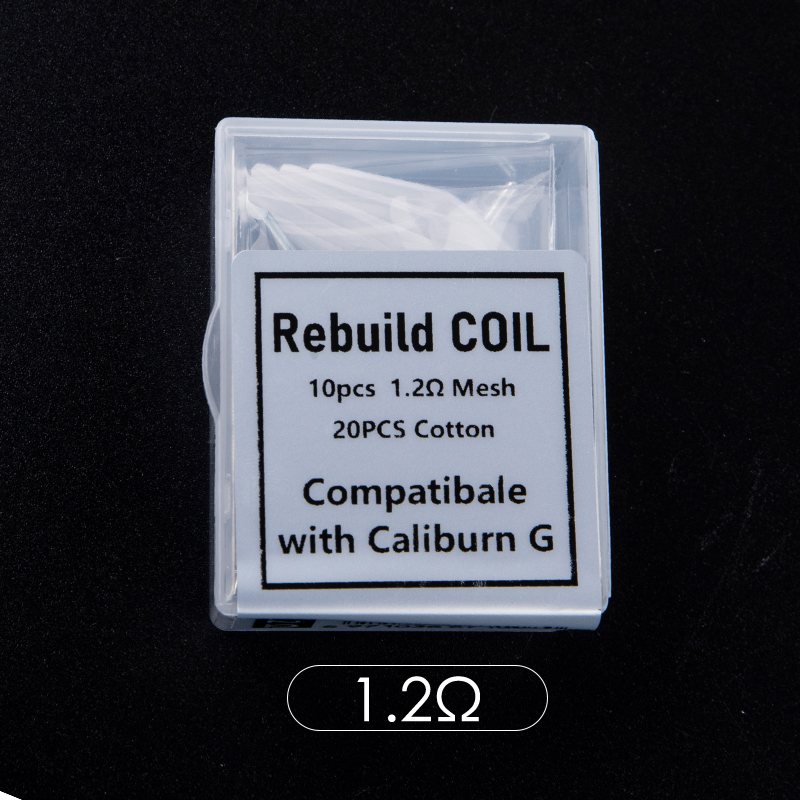 Rebuild COIL
10pcs 1.2Ω Mesh
20PCS Cotton
Compatibale
with Caliburn G
1.2Ω